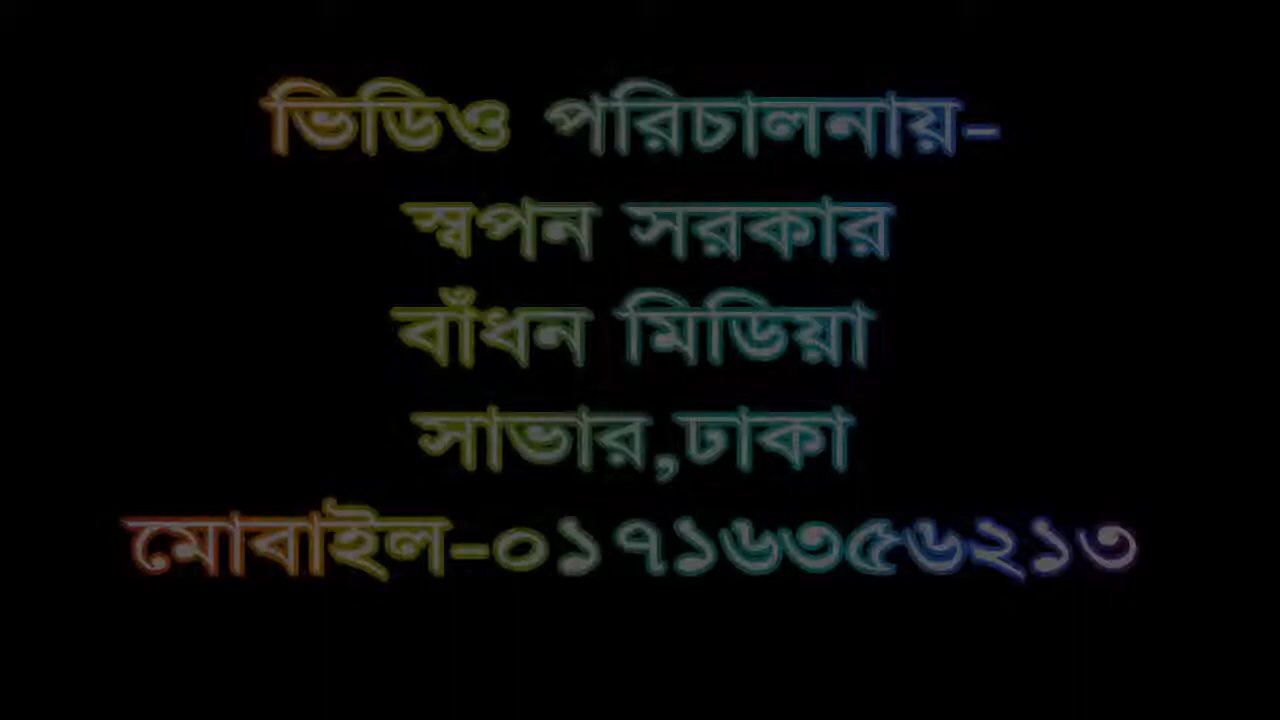 ভিডিও পরিচালনায়-
স্বপন সরকার
বাঁধন মিডিয়া
সাভার,ঢাকা
মোবাইল-০১৭১৬৩৫৬২১৩